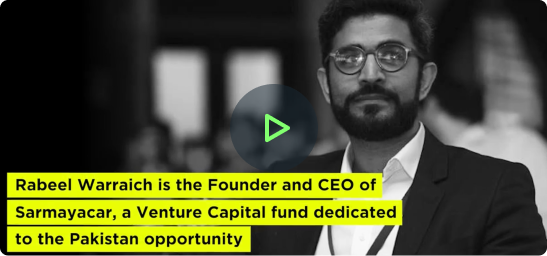 Rabeel Warraich is the Founder and CEO of
Sarmayacar, a Venture Capital fund dedicated
to the Pakistan opportunity